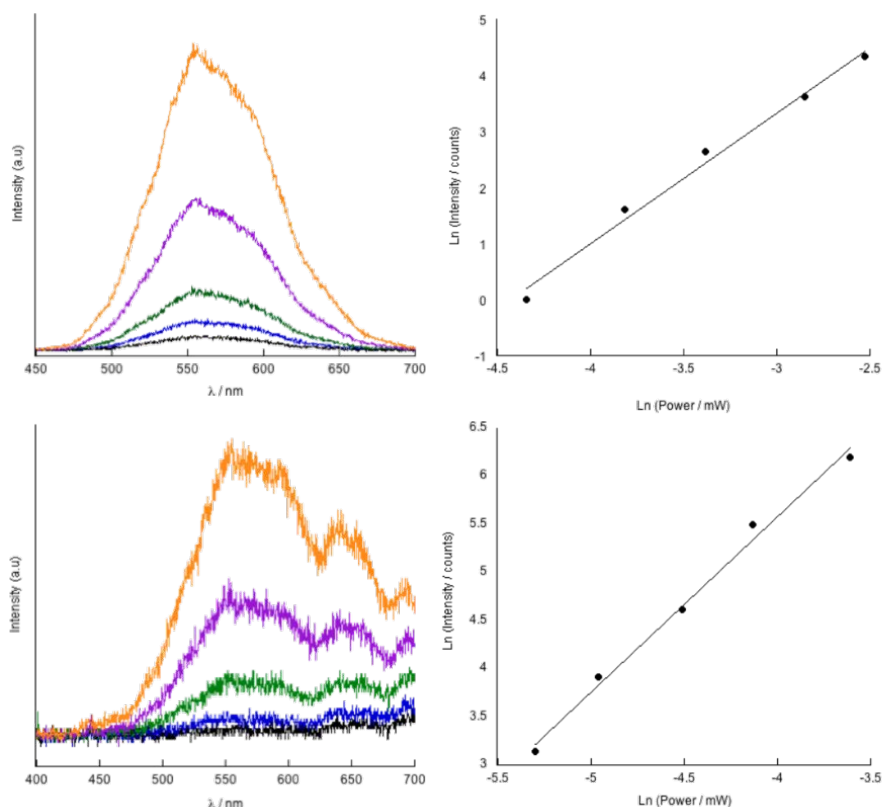 Intensity (a.u)
450 500 550 600 650 700
λ / nm
Ln (Intensity / counts)
5
4
3
2
1
0
-1
-4.5 -4 -3.5 -3 -2.5
Ln (Power / mW)
Intensity (a.u)
400 450 500 550 600 650 700
λ / nm
Ln (Intensity / counts)
6.5
6
5.5
5
4.5
4
3.5
3
-5.5 -5 -4.5 -4 -3.5
Ln (Power / mW)